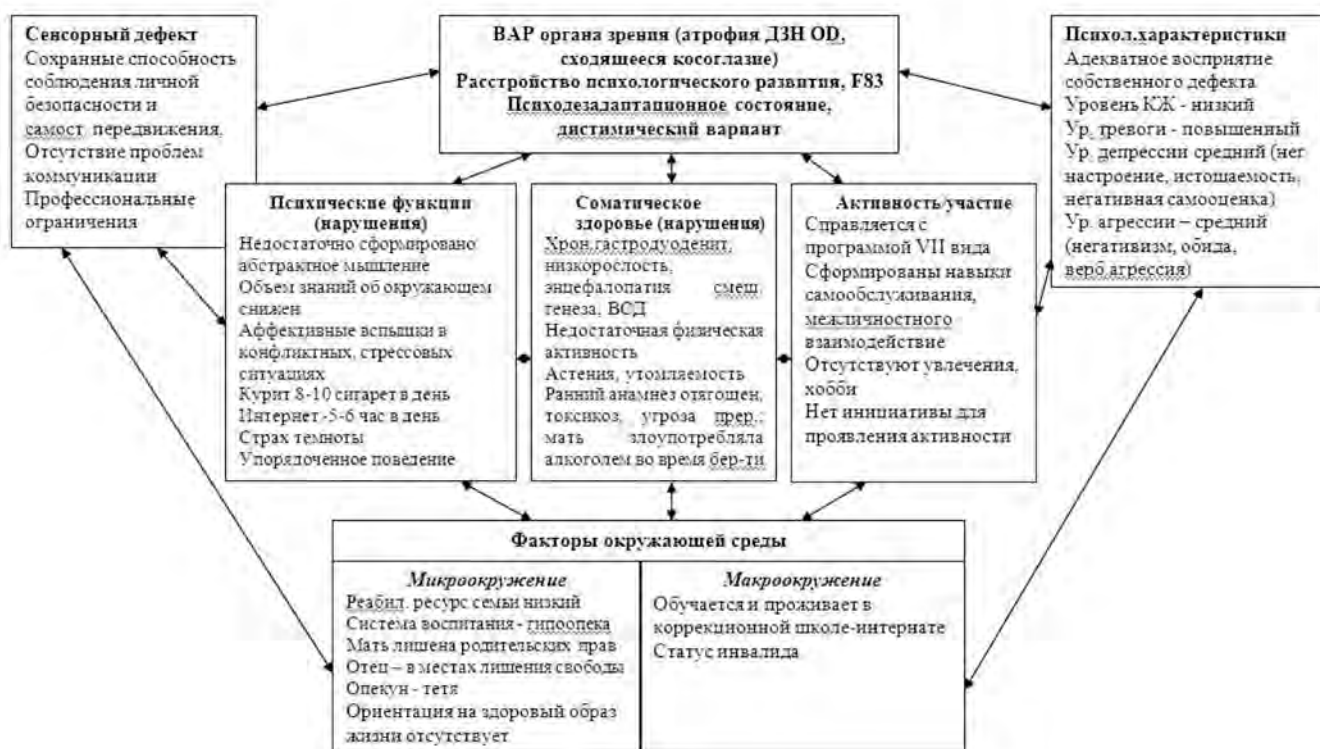 Сенсорный дефект
Сохранные способность
соблюдения личной
безопасности и
самост. передвижения.
Отсутствие проблем
коммуникации
Профессиональные
ограничения
ВАР органа зрения (атрофия ДЗН OD,
сходящееся косоглазие)
Расстройство психологического развития, F83
Психодезадаптационное состояние,
дистимический вариант
Психол.характеристики
Адекватное восприятие
собственного дефекта
Уровень КЖ - низкий
Ур. тревоги - повышенный
Ур. депрессии средний (нег
настроение, истощаемость,
негативная самооценка)
Ур. агрессии – средний
(негативизм, обида,
верб.агрессия)
Психические функции
(нарушения)
Недостаточно сформировано
абстрактное мышление
Объем знаний об окружающем
снижен
Аффективные вспышки в
конфликтных, стрессовых
ситуациях
Курит 8-10 сигарет в день
Интернет -5-6 час в день
Страх темноты
Упорядоченное поведение
Соматическое
здоровье (нарушения)
Хрон.гастродуоденит,
низкорослость,
энцефалопатия смеш.
генеза, ВСД
Недостаточная физическая
активность
Астения, утомляемость
Ранний анамнез отягощен,
токсикоз, угроза прер.;
мать злоупотребляла
алкоголем во время бер-ти
Активность/участие
Справляется с
программой VII вида
Сформированы навыки
самообслуживания,
межличностного
взаимодействие
Отсутствуют увлечения,
хобби
Нет инициативы для
проявления активности
Факторы окружающей среды
Микроокружение
Реабил. ресурс семьи низкий
Система воспитания - гипоопека
Мать лишена родительских прав
Отец – в местах лишения свободы
Опекун - тетя
Ориентация на здоровый образ
жизни отсутствует
Макроокружение
Обучается и проживает в
коррекционной школе-интернате
Статус инвалида